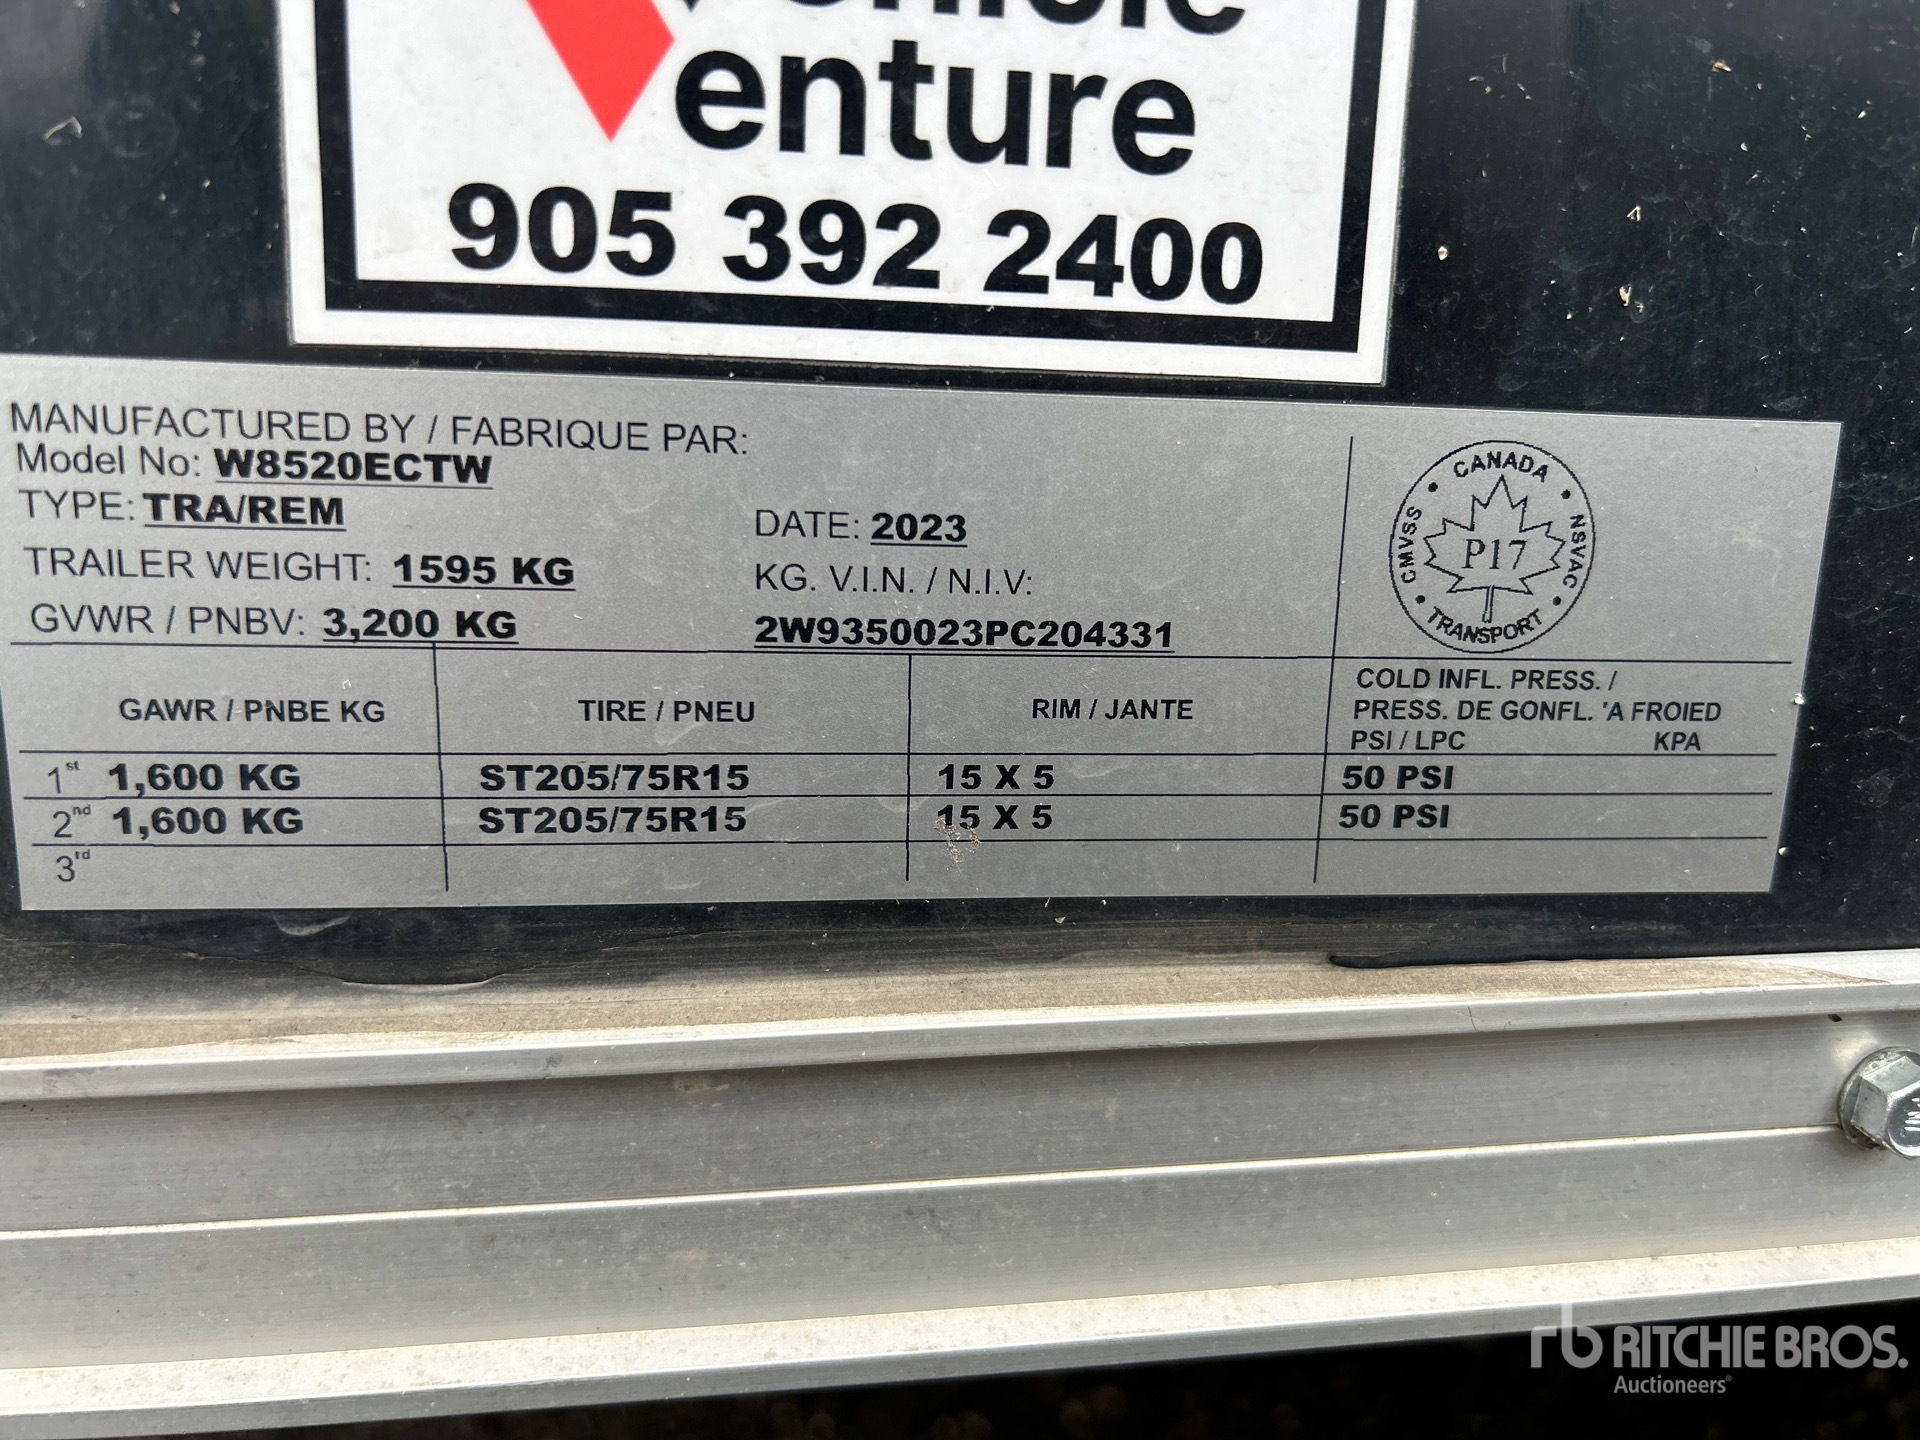 enture
905 392 2400
MANUFACTURED BY / FABRIQUE PAR:
Model No: W8520ECTW
TYPE: TRA/REM
TRAILER WEIGHT: 1595 KG
GVWR / PNBV: 3,200 KG
DATE: 2023
KG. V.I.N. / N.I.V:
2W9350023PC204331
CANADA
CMVSS
NSVAC
P17
TRANSPORT
GAWR / PNBE KG TIRE / PNEU RIM / JANTE
COLD INFL. PRESS. /
PRESS. DE GONFL. 'A FROIED
PSI / LPC KPA
1st 1,600 KG ST205/75R15 15 X 5 50 PSI
2nd 1,600 KG ST205/75R15 15 X 5 50 PSI
3rd
rb RITCHIE BROS.
Auctioneers